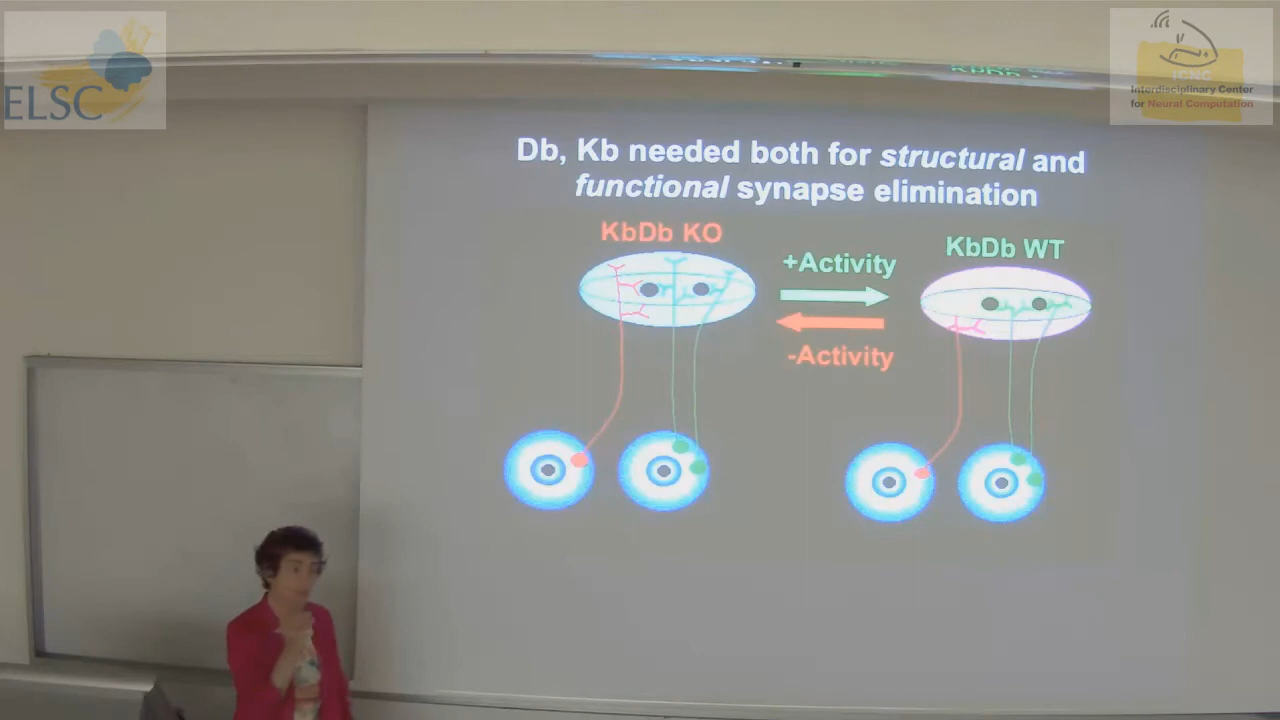 ELSC
ICNC
Interdisciplinary Center
for Neural Computation
Db, Kb needed both for structural and
functional synapse elimination
KbDb KO
+Activity
KbDb WT
-Activity